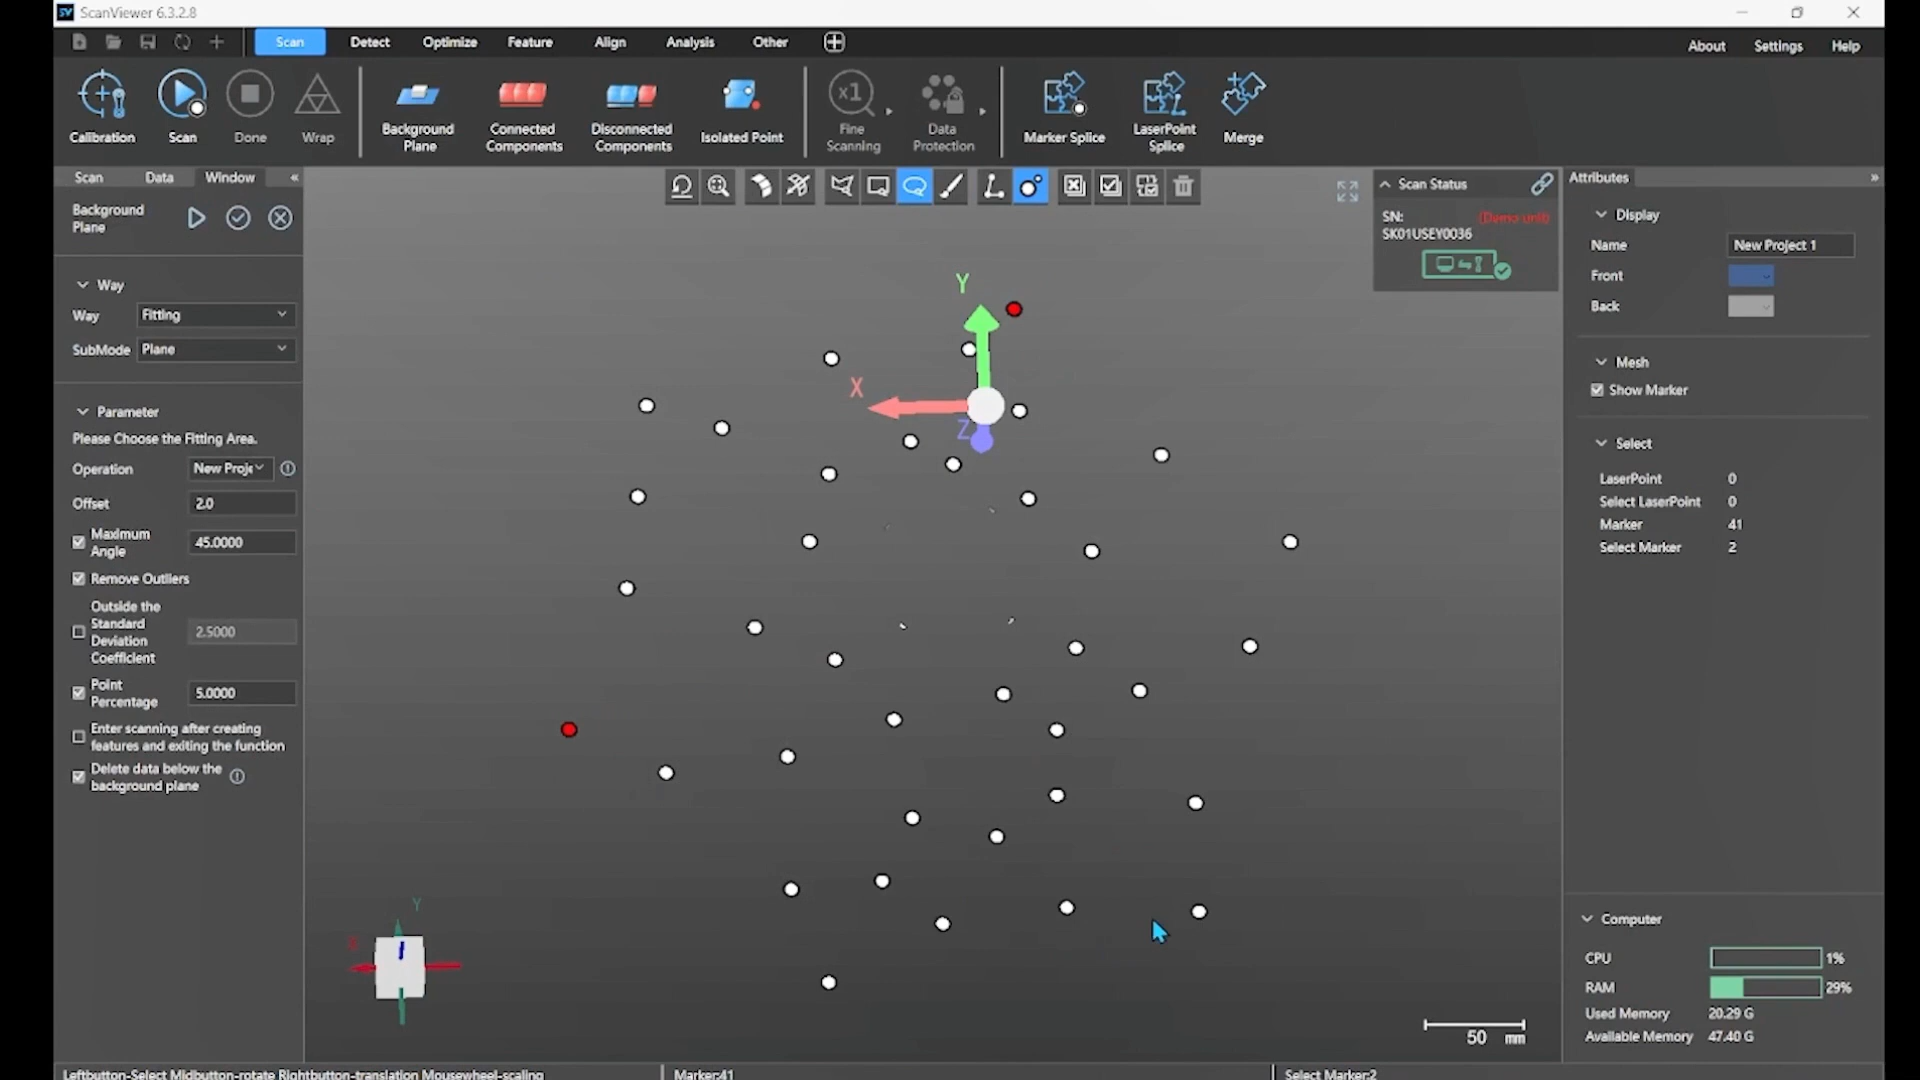 ScanViewer 6.3.2.8
Scan Detect Optimize Feature Align Analysis Other
About Settings Help
Calibration Scan Done Wrap
Background Plane
Connected Components
Disconnected Components
Isolated Point
x1
Fine Scanning
Data Protection
Marker Splice
LaserPoint Splice
Merge
Scan Data Window «
Background Plane
Way
Way Fitting
SubMode Plane
Parameter
Please Choose the Fitting Area.
Operation New Proje
Offset 2.0
Maximum Angle 45.0000
Remove Outliers
Outside the
Standard
Deviation
Coefficient
2.5000
Point Percentage 5.0000
Enter scanning after creating
features and exiting the function
Delete data below the
background plane
Y
X
Z
Y
50 mm
Scan Status
SN: (Demo unit)
SK01USEY0036
Attributes »
Display
Name New Project 1
Front
Back
Mesh
Show Marker
Select
LaserPoint 0
Select LaserPoint 0
Marker 41
Select Marker 2
Computer
CPU 1%
RAM 29%
Used Memory 20.29 G
Available Memory 47.40 G
Leftbutton-Select Midbutton-rotate Rightbutton-translation Mousewheel-scaling
Marker:41
Select Marker:2